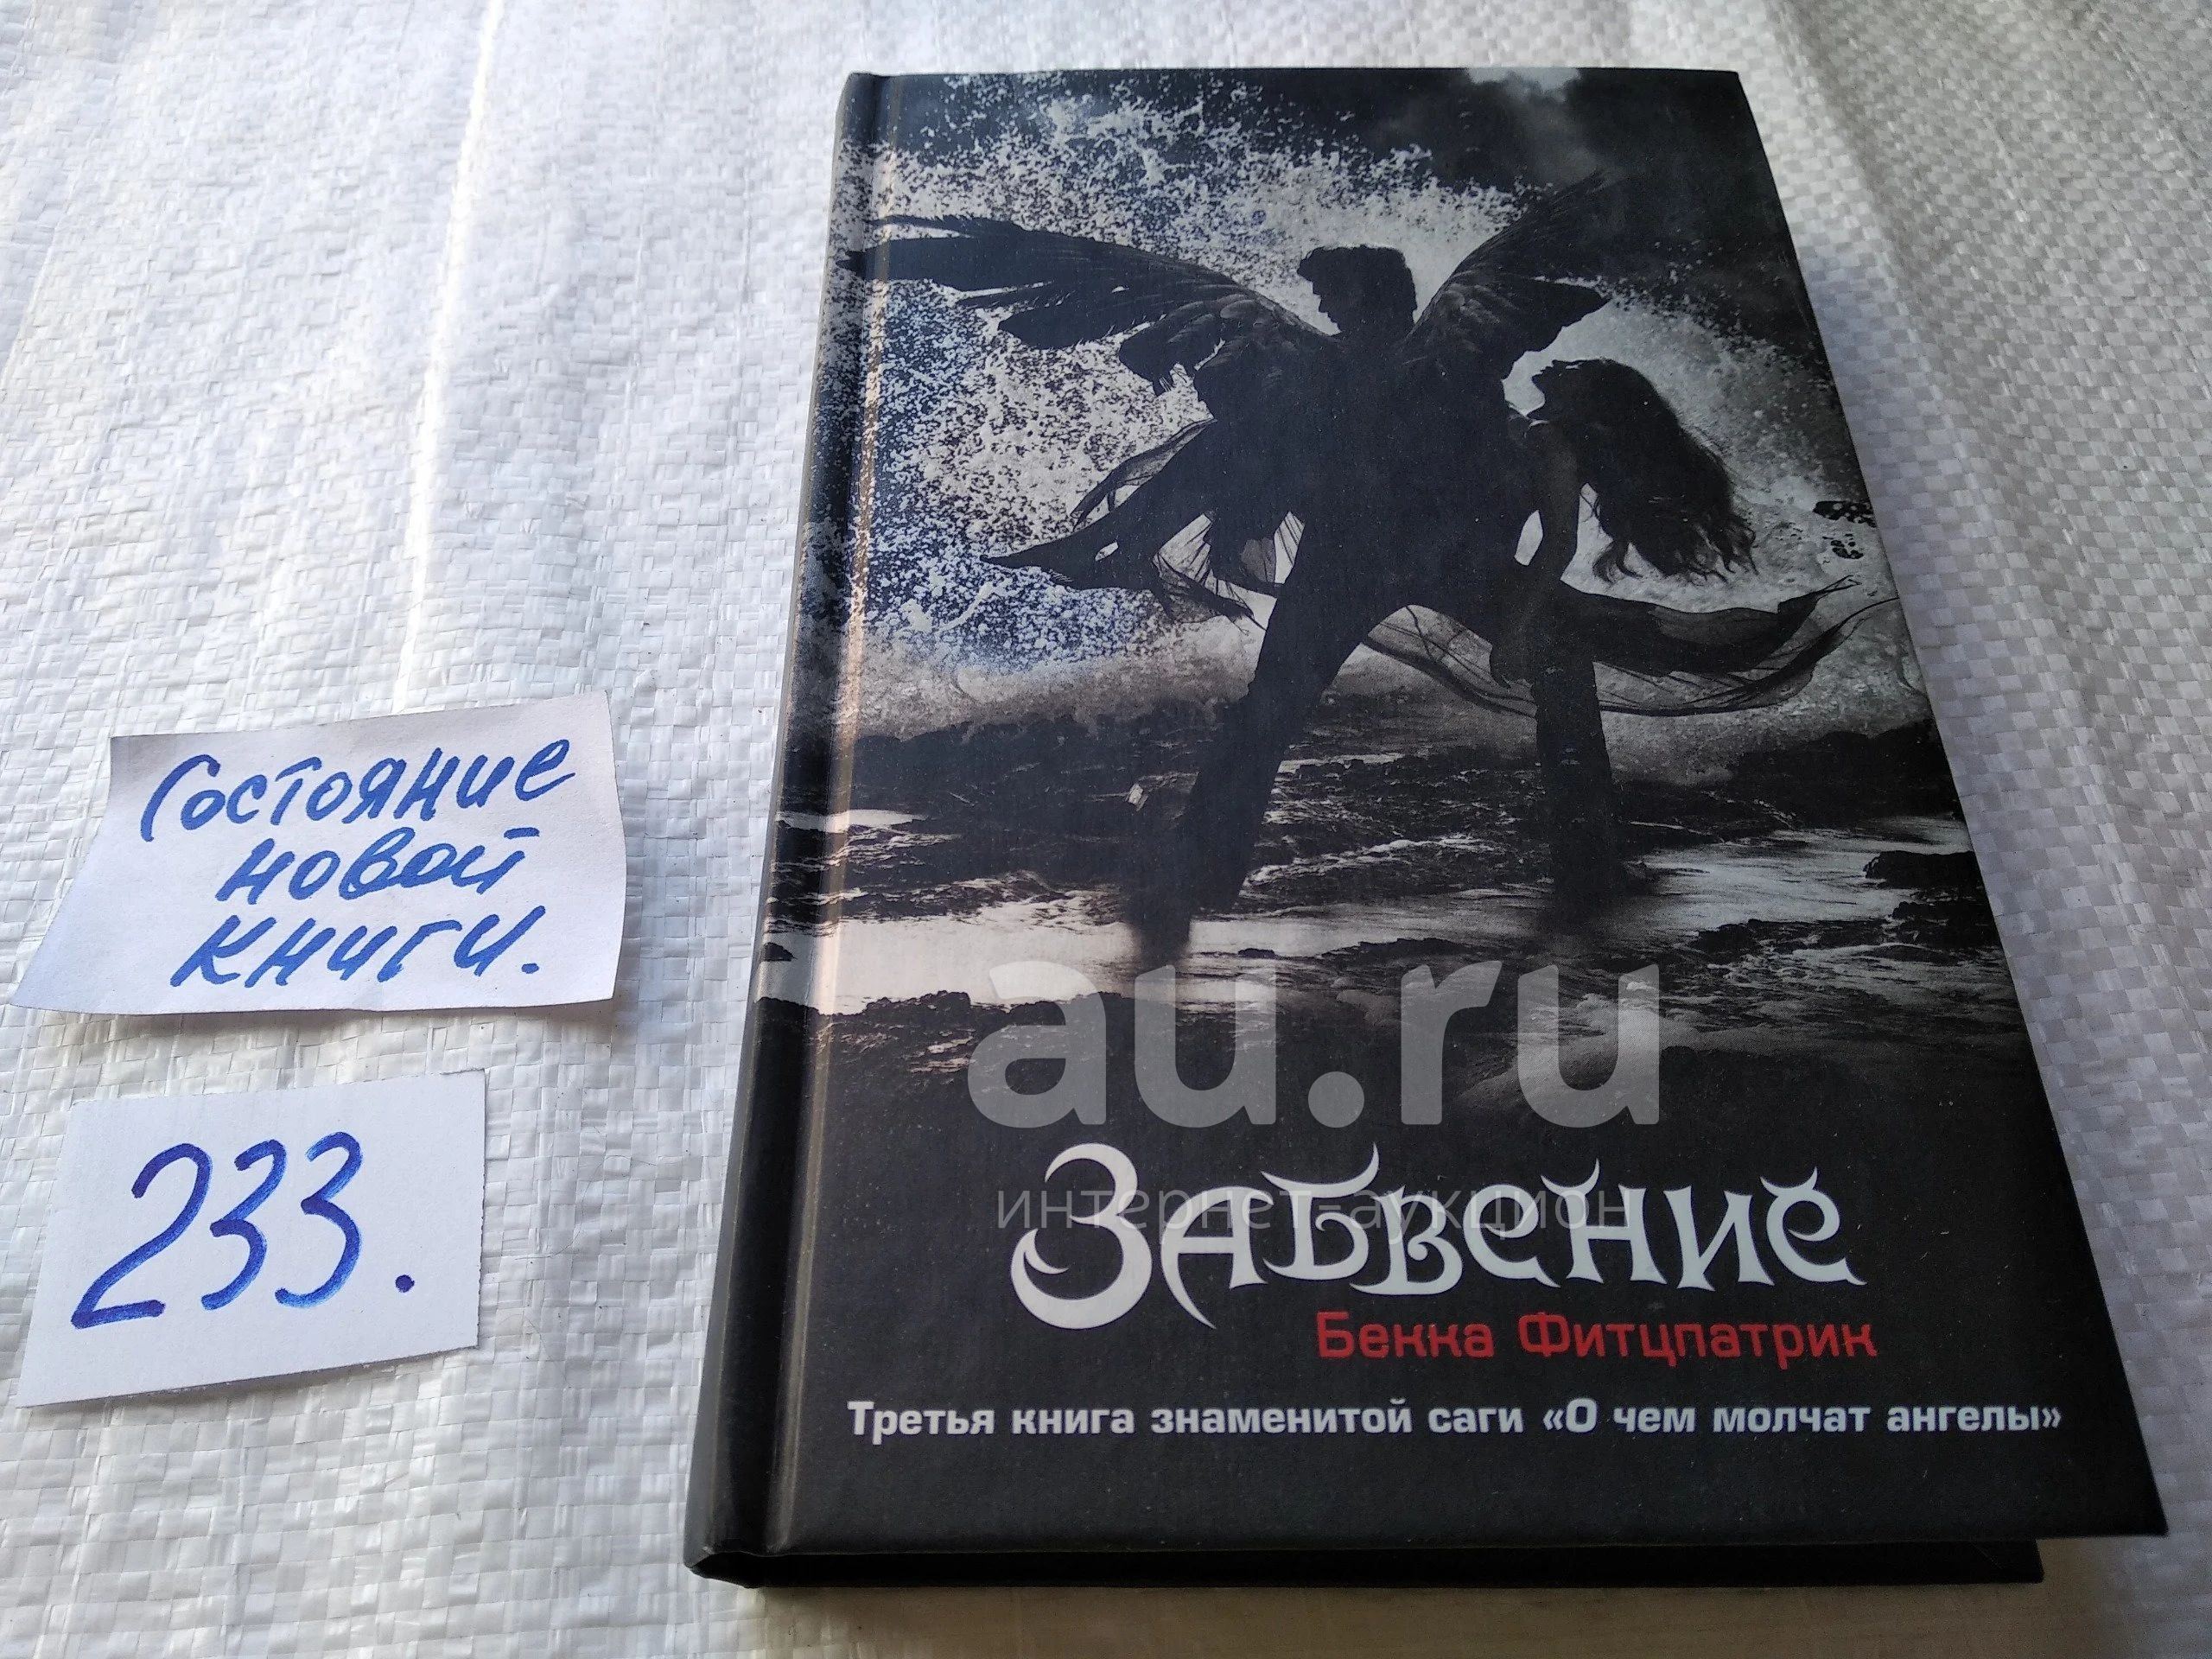 Состояние
новой
книги.
233.
au.ru
интернет-аукцион
Забвение
Бекка Фитцпатрик
Третья книга знаменитой саги «О чем молчат ангелы»